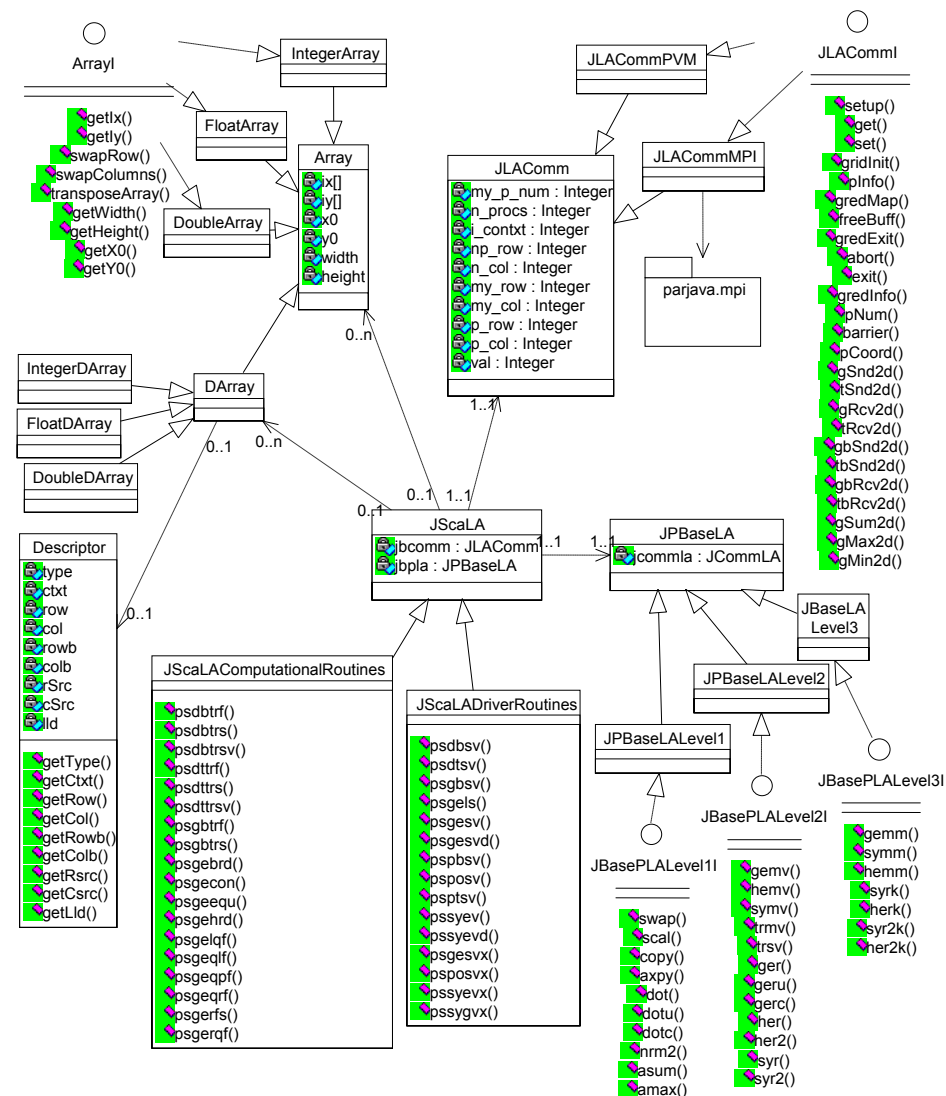 ArrayI
getIx()
getIy()
swapRow()
swapColumns()
transposeArray()
getWidth()
getHeight()
getX0()
getY0()
IntegerArray
FloatArray
DoubleArray
Array
ix[]
iy[]
x0
y0
width
height
0..n
JLACommPVM
JLACommMPI
JLAComm
my_p_num : Integer
n_procs : Integer
i_contxt : Integer
np_row : Integer
n_col : Integer
my_row : Integer
my_col : Integer
p_row : Integer
p_col : Integer
val : Integer
1..1
parjava.mpi
JLACommI
setup()
get()
set()
gridInit()
pInfo()
gredMap()
freeBuff()
gredExit()
abort()
exit()
gredInfo()
pNum()
barrier()
pCoord()
gSnd2d()
tSnd2d()
gRcv2d()
tRcv2d()
gbSnd2d()
tbSnd2d()
gbRcv2d()
tbRcv2d()
gSum2d()
gMax2d()
gMin2d()
IntegerDArray
FloatDArray
DoubleDArray
DArray
0..1
0..n
0..1
0..1
1..1
JScaLA
jbcomm : JLAComm
jbpla : JPBaseLA
1..1
1..1
JPBaseLA
jcommla : JCommLA
Descriptor
type
ctxt
row
col
rowb
colb
rSrc
cSrc
lld
getType()
getCtxt()
getRow()
getCol()
getRowb()
getColb()
getRsrc()
getCsrc()
getLld()
0..1
JScaLAComputationalRoutines
psdbtrf()
psdbtrs()
psdbtrsv()
psdttrf()
psdttrs()
psdttrsv()
psgbtrf()
psgbtrs()
psgebrd()
psgecon()
psgeequ()
psgehrd()
psgelqf()
psgeqlf()
psgeqpf()
psgeqrf()
psgerfs()
psgerqf()
JScaLADriverRoutines
psdbsv()
psdtsv()
psgbsv()
psgels()
psgesv()
psgesvd()
pspbsv()
psposv()
psptsv()
pssyev()
pssyevd()
psgesvx()
psposvx()
pssyevx()
pssygvx()
JBaseLA
Level3
JPBaseLALevel2
JPBaseLALevel1
JBasePLALevel1I
swap()
scal()
copy()
axpy()
dot()
dotu()
dotc()
nrm2()
asum()
amax()
JBasePLALevel2I
gemv()
hemv()
symv()
trmv()
trsv()
ger()
geru()
gerc()
her()
her2()
syr()
syr2()
JBasePLALevel3I
gemm()
symm()
hemm()
syrk()
herk()
syr2k()
her2k()